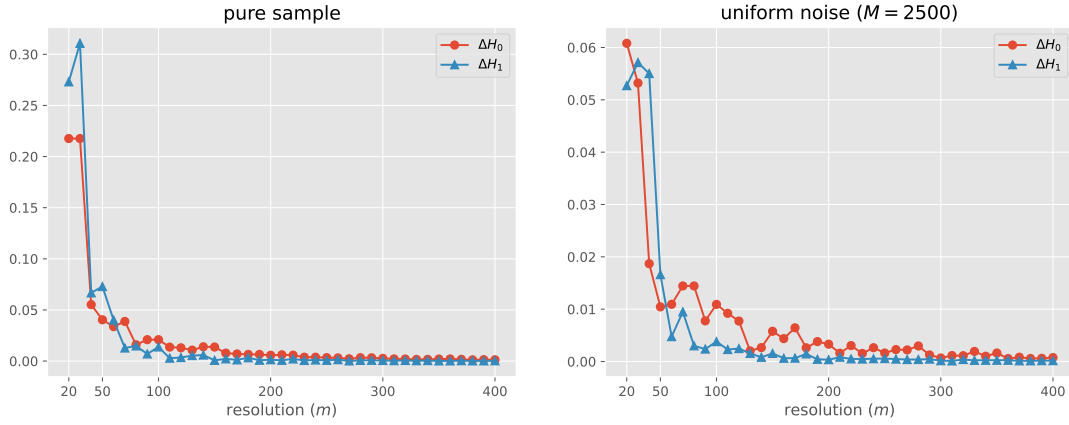 pure sample
0.30
0.25
0.20
0.15
0.10
0.05
0.00
20 50 100 200 300 400
resolution (m)
ΔH₀
ΔH₁
uniform noise (M = 2500)
0.06
0.05
0.04
0.03
0.02
0.01
0.00
20 50 100 200 300 400
resolution (m)
ΔH₀
ΔH₁